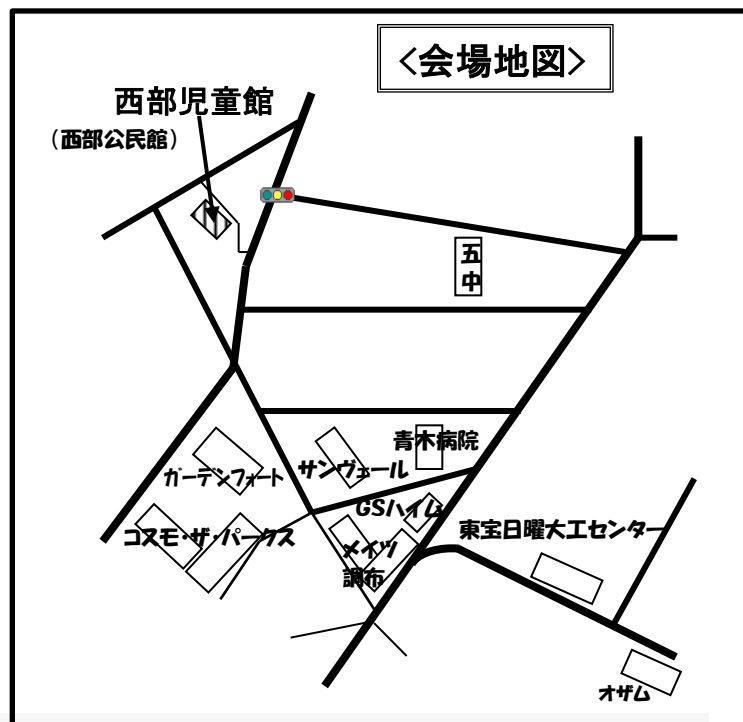 <会場地図>
西部児童館
（西部公民館）
五中
青木病院
サンヴェール
ガーデンフォート
GSハイム
東宝日曜大工センター
コスモ・ザ・パークス
メイツ
調布
オザム